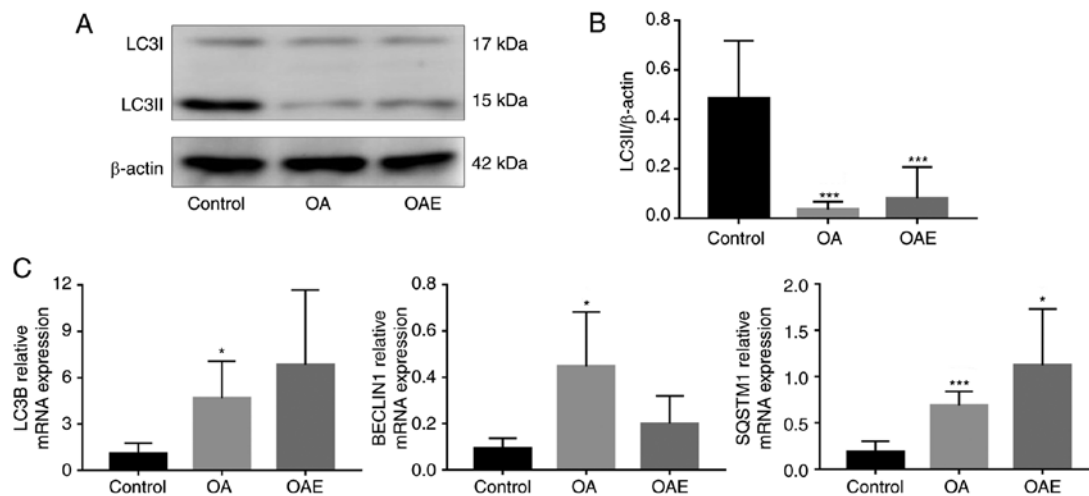 A
LC3I
17 kDa
LC3II
15 kDa
β-actin
42 kDa
Control OA OAE
B
LC3II/β-actin
0.8
0.6
0.4
0.2
0.0
***
***
Control OA OAE
C
LC3B relative
mRNA expression
12
9
6
3
0
*
Control OA OAE
BECLIN1 relative
mRNA expression
0.8
0.6
0.4
0.2
0.0
*
Control OA OAE
SQSTM1 relative
mRNA expression
2.0
1.5
1.0
0.5
0.0
***
*
Control OA OAE